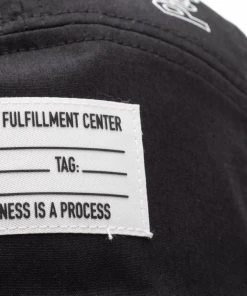 FULFILLMENT CENTER
TAG:
NESS IS A PROCESS